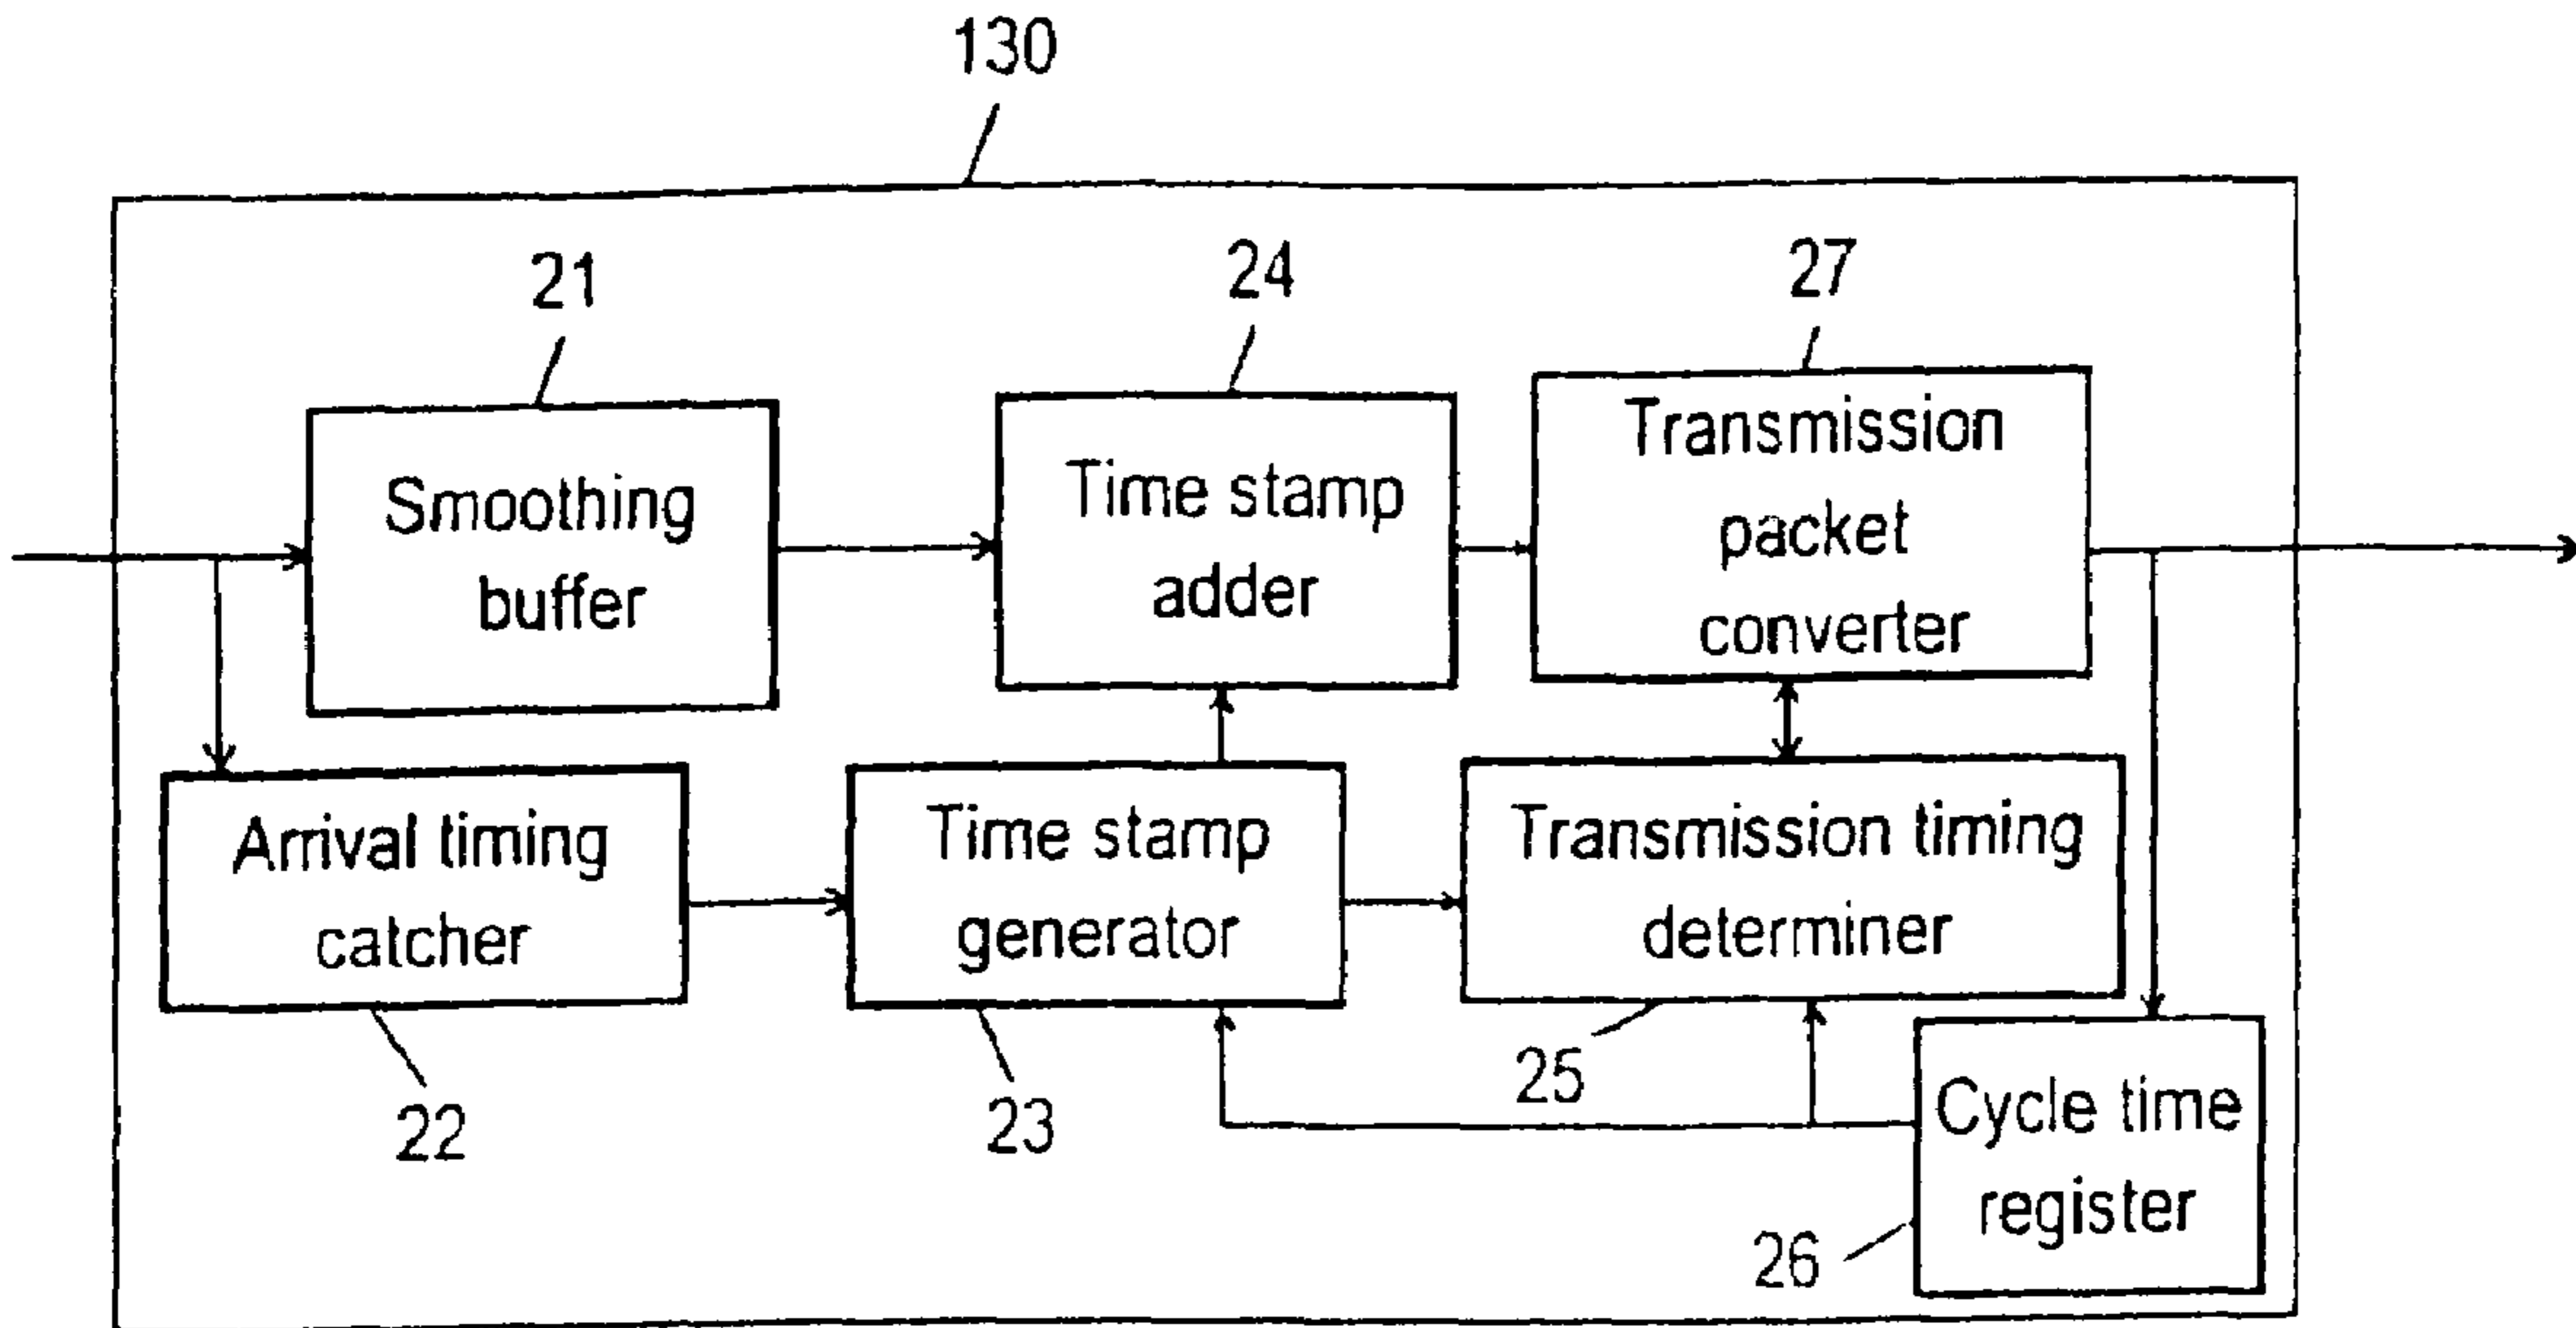 130
21
24
27
Smoothing
buffer
Time stamp
adder
Transmission
packet
converter
Arrival timing
catcher
Time stamp
generator
Transmission timing
determiner
22
23
25
Cycle time
register
26